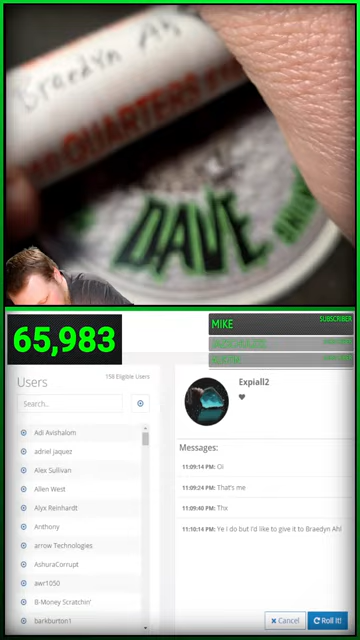 Braedyn Ah
QUARTERS
DAVE
65,983
MIKE
SUBSCRIBER
Users
158 Eligible Users
Search...
Adi Avishalom
adriel jaquez
Alex Sullivan
Allen West
Alyx Reinhardt
Anthony
arrow Technologies
AshuraCorrupt
awr1050
B-Money Scratchin'
barkburton1
Expiall2
Messages:
11:09:14 PM: Oi
11:09:24 PM: That's me
11:09:40 PM: Thx
11:10:14 PM: Ye I do but I'd like to give it to Braedyn Ah!
Cancel
Roll It!